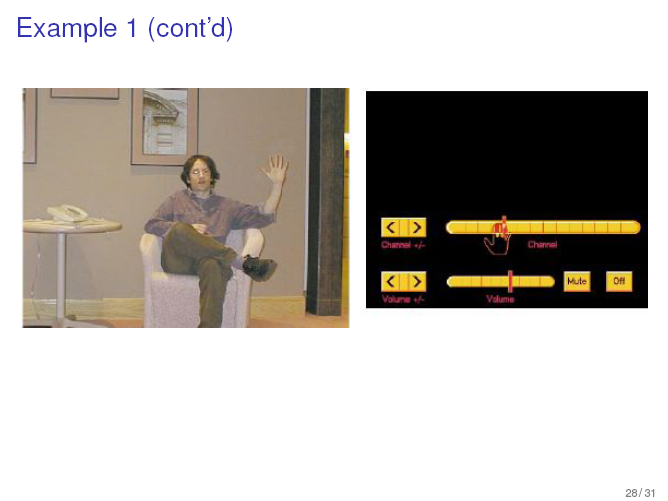 Example 1 (cont’d)
Channel +/-
Channel
Volume +/-
Volume
Mute
Off
28 / 31